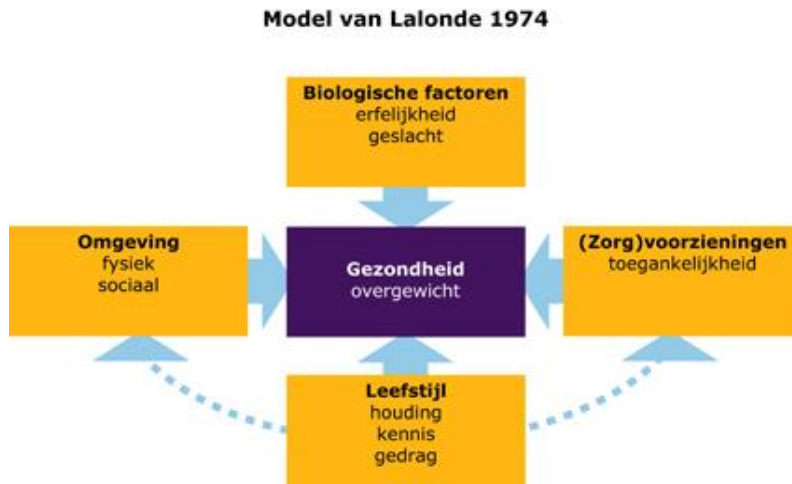 Model van Lalonde 1974
Biologische factoren
erfelijkheid
geslacht
Omgeving
fysiek
sociaal
Gezondheid
overgewicht
(Zorg)voorzieningen
toegankelijkheid
Leefstijl
houding
kennis
gedrag